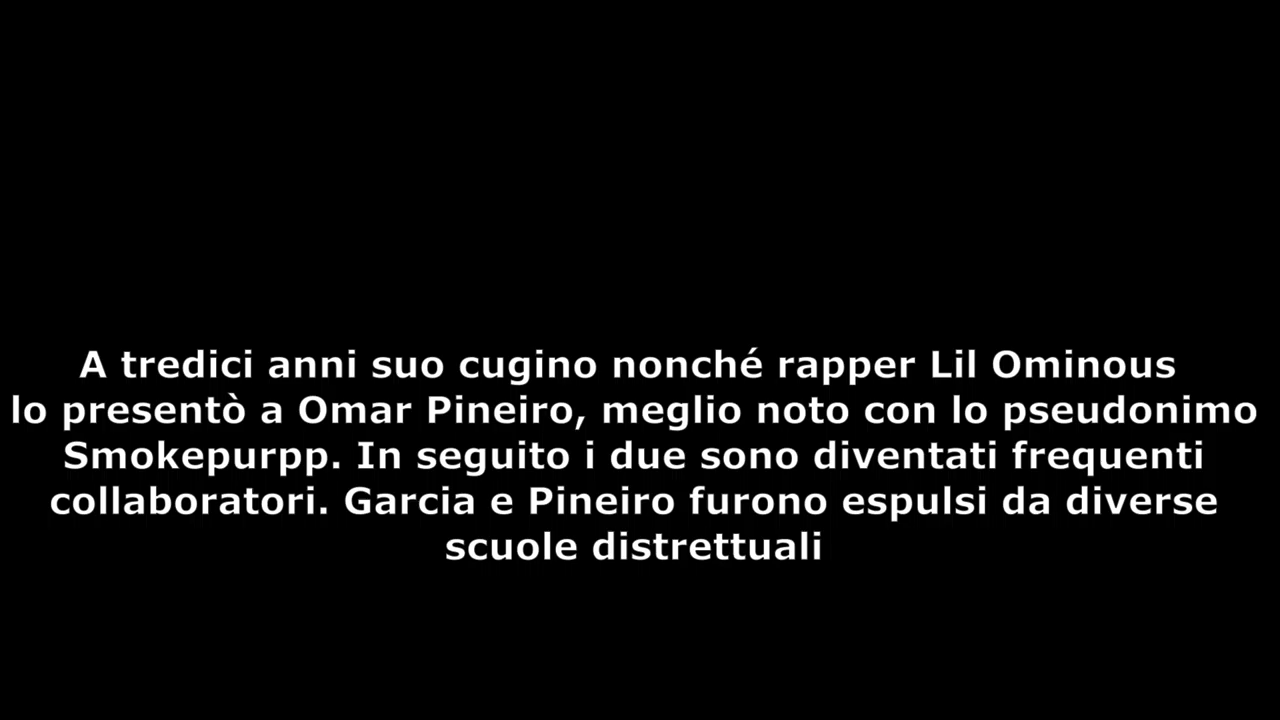 A tredici anni suo cugino nonché rapper Lil Ominous
lo presentò a Omar Pineiro, meglio noto con lo pseudonimo
Smokepurpp. In seguito i due sono diventati frequenti
collaboratori. Garcia e Pineiro furono espulsi da diverse
scuole distrettuali